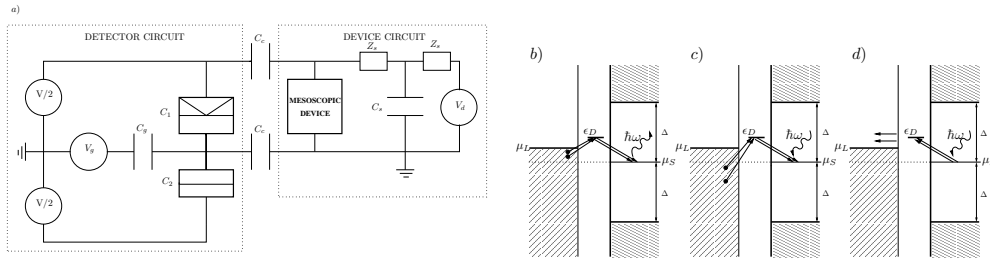 a)
DETECTOR CIRCUIT
V/2
V_g
V/2
C_g
C_1
C_2
C_c
C_c
DEVICE CIRCUIT
Z_s
Z_s
MESOSCOPIC
DEVICE
C_s
V_d
b)
μ_L
ϵ_D
ħω
Δ
μ_S
Δ
c)
μ_L
ϵ_D
ħω
Δ
μ_S
Δ
d)
μ_L
ϵ_D
ħω
Δ
μ
Δ